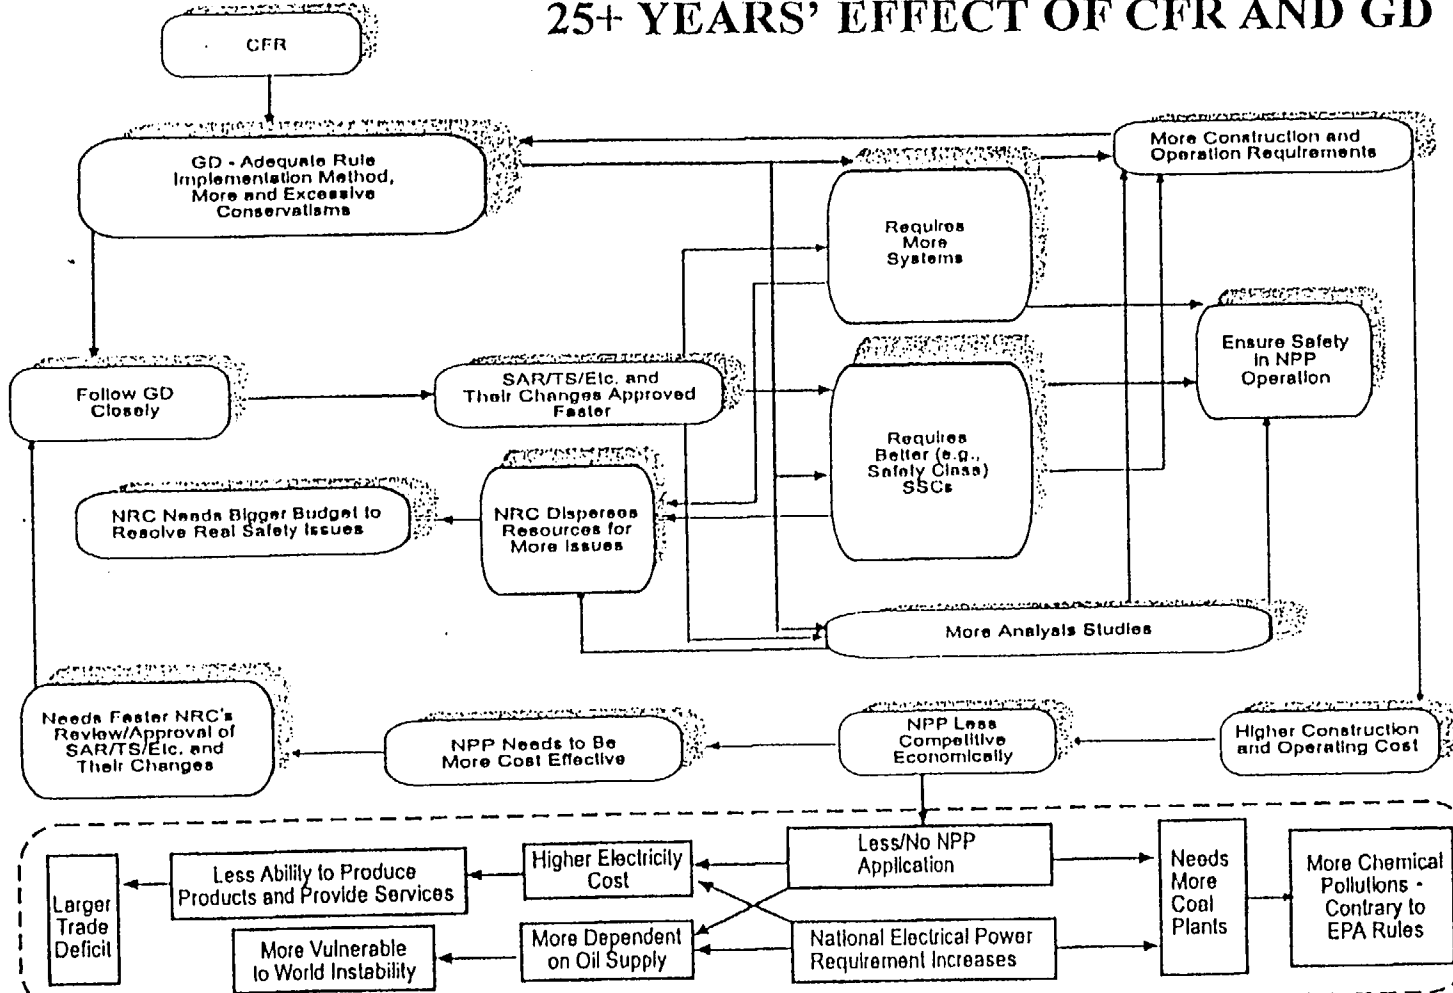 25+ YEARS' EFFECT OF CFR AND GD
CFR
GD - Adequate Rule
Implementation Method,
More and Excessive
Conservatisms
More Construction and
Operation Requirements
Requires
More
Systems
Ensure Safety
in NPP
Operation
Follow GD
Closely
SAR/TS/Etc. and
Their Changes Approved
Faster
Requires
Better (e.g.,
Safety Class)
SSCs
NRC Needs Bigger Budget to
Resolve Real Safety Issues
NRC Disperses
Resources for
More Issues
More Analysis Studies
Needs Faster NRC's
Review/Approval of
SAR/TS/Etc. and
Their Changes
NPP Needs to Be
More Cost Effective
NPP Less
Competitive
Economically
Higher Construction
and Operating Cost
Larger
Trade
Deficit
Less Ability to Produce
Products and Provide Services
Higher Electricity
Cost
Less/No NPP
Application
Needs
More
Coal
Plants
More Chemical
Pollutions -
Contrary to
EPA Rules
More Vulnerable
to World Instability
More Dependent
on Oil Supply
National Electrical Power
Requirement Increases